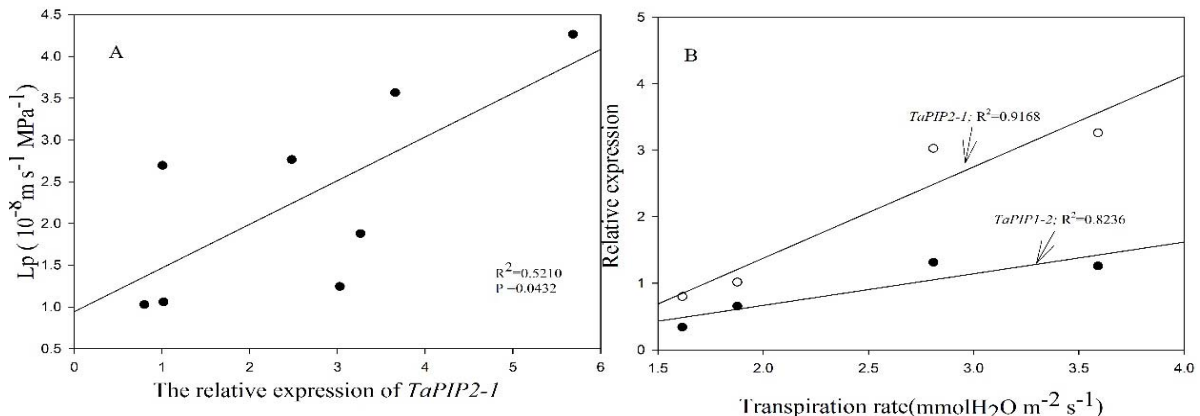 A
Lp ( 10⁻⁸ m s⁻¹ MPa⁻¹)
4.5
4.0
3.5
3.0
2.5
2.0
1.5
1.0
0.5
R²=0.5210
P =0.0432
0 1 2 3 4 5 6
The relative expression of TaPIP2-1
B
Relative expression
5
4
3
2
1
0
TaPIP2-1; R²=0.9168
TaPIP1-2; R²=0.8236
1.5 2.0 2.5 3.0 3.5 4.0
Transpiration rate(mmolH₂O m⁻² s⁻¹)